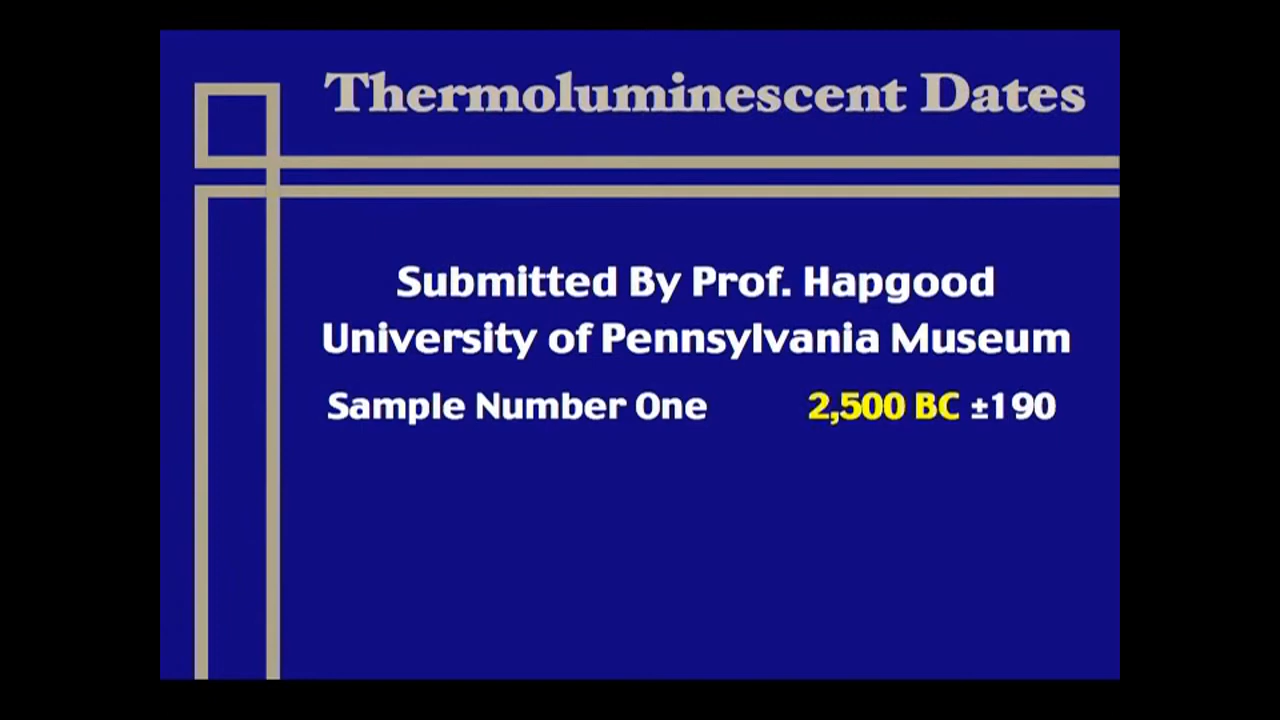 Thermoluminescent Dates
Submitted By Prof. Hapgood
University of Pennsylvania Museum
Sample Number One 2,500 BC ±190